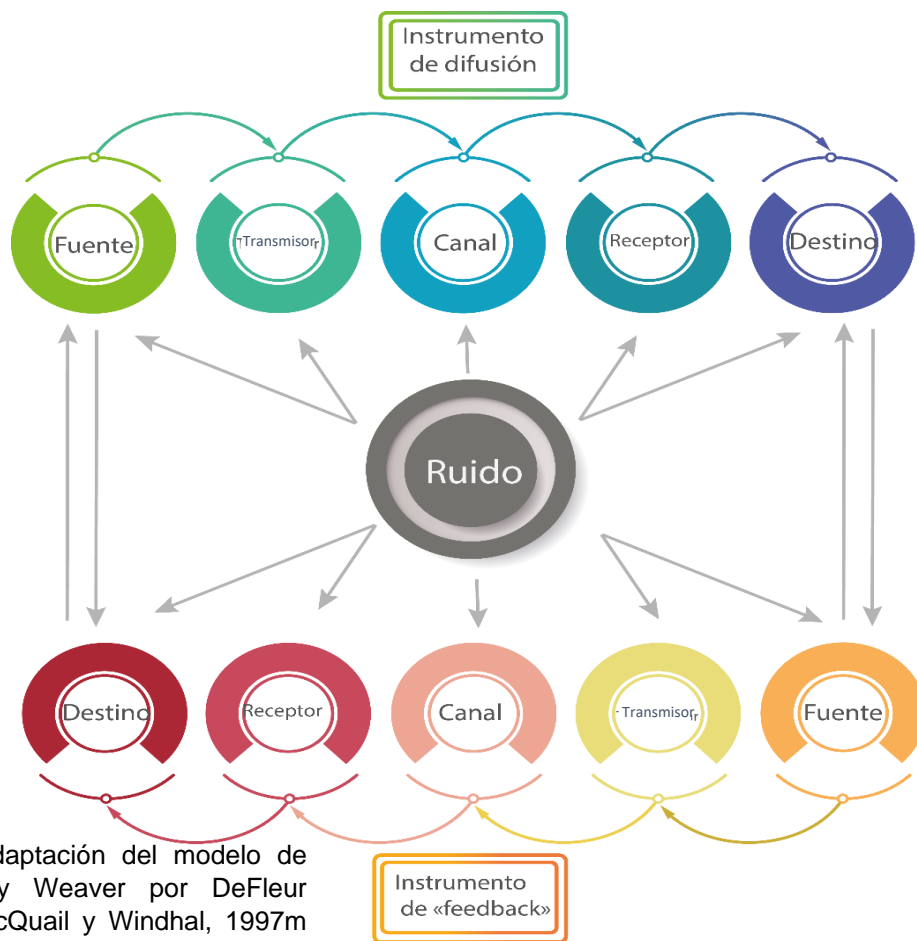 Instrumento
de difusión
Fuente
Transmisor
Canal
Receptor
Destino
Ruido
Destino
Receptor
Canal
Transmisor
Fuente
daptación del modelo de
y Weaver por DeFleur
cQuail y Windhal, 1997m
Instrumento
de «feedback»